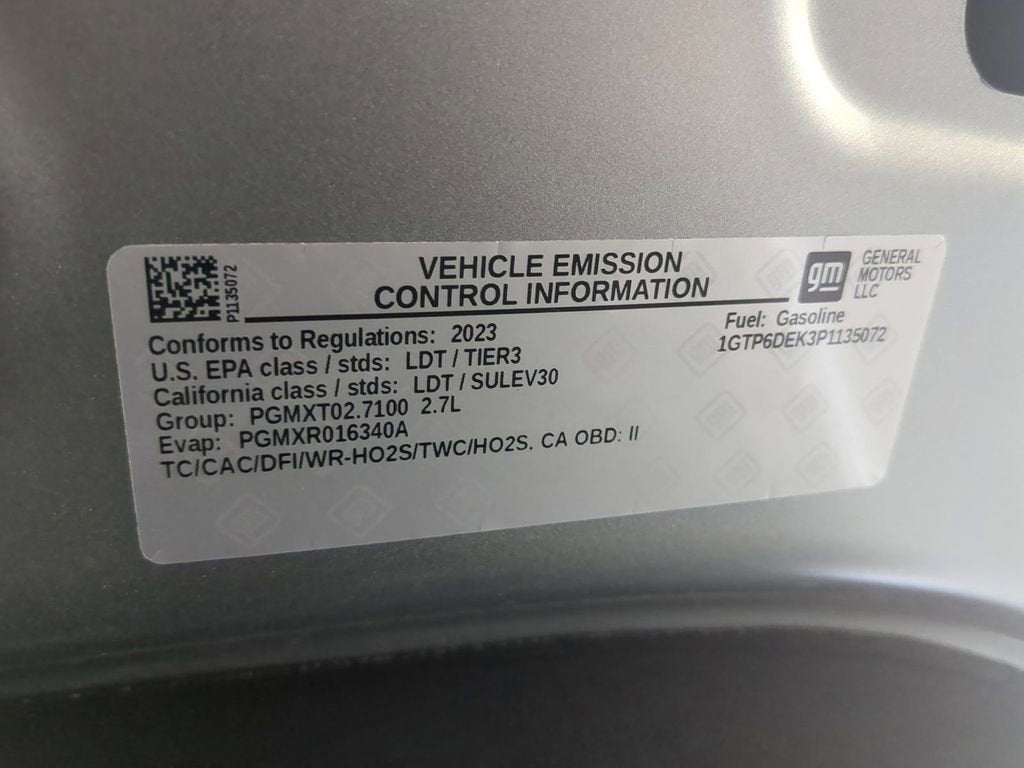 P1135072
VEHICLE EMISSION
CONTROL INFORMATION
gm
GENERAL
MOTORS
LLC
Fuel: Gasoline
1GTP6DEK3P1135072
Conforms to Regulations: 2023
U.S. EPA class / stds: LDT / TIER3
California class / stds: LDT / SULEV30
Group: PGMXT02.7100 2.7L
Evap: PGMXR016340A
TC/CAC/DFI/WR-HO2S/TWC/HO2S. CA OBD: II